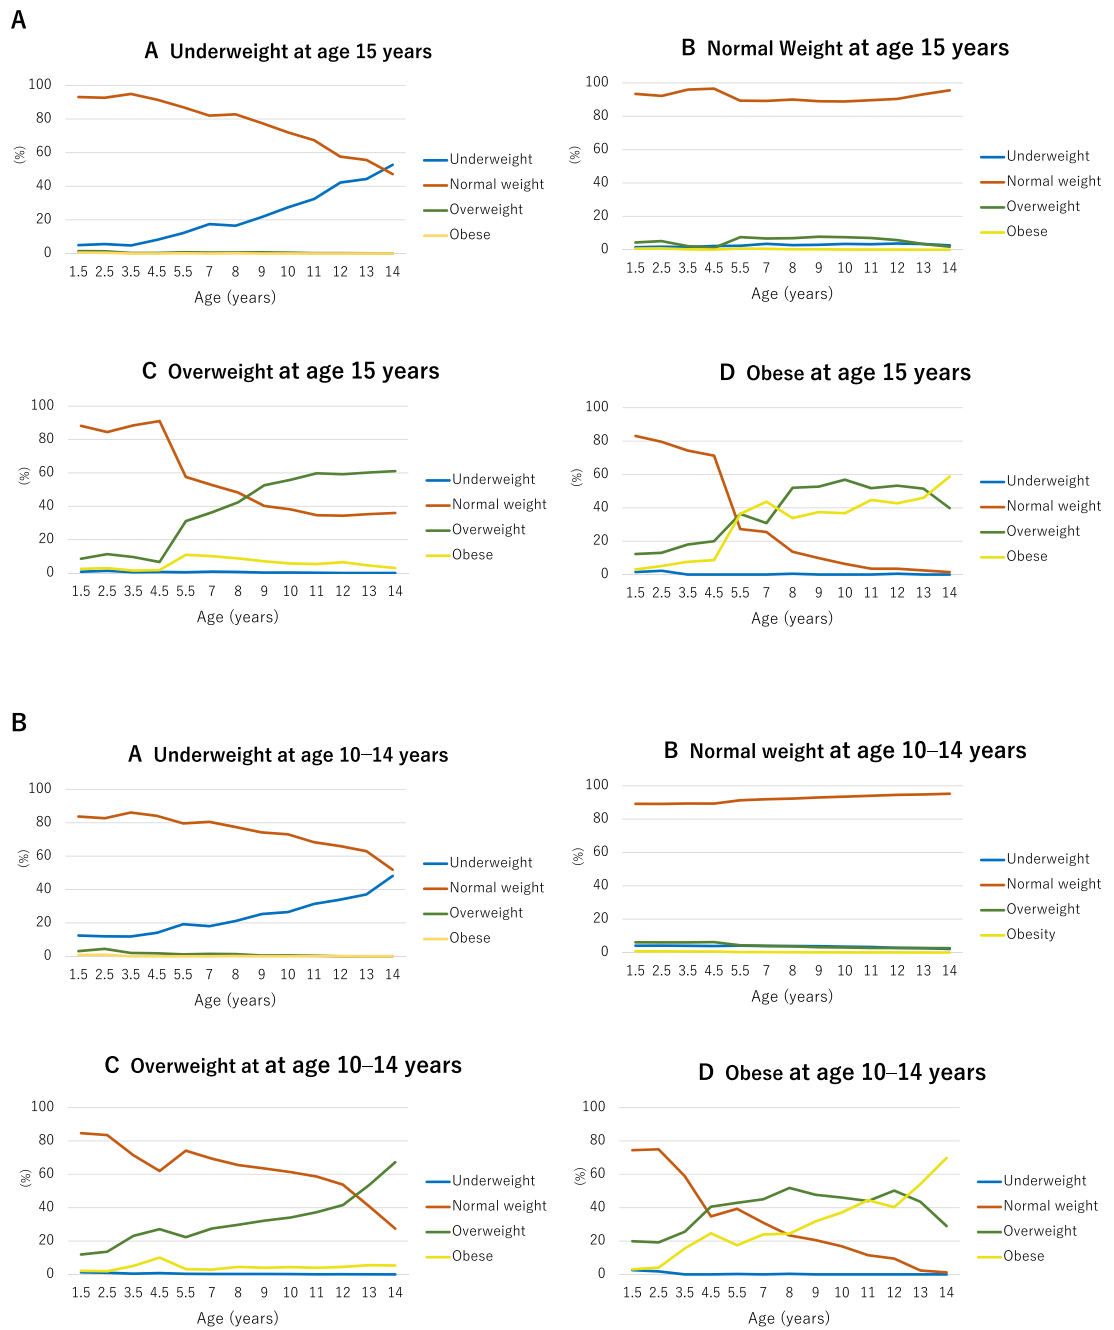 A
A Underweight at age 15 years
100
80
60
40
20
0
(%)
1.5 2.5 3.5 4.5 5.5 7 8 9 10 11 12 13 14
Age (years)
Underweight
Normal weight
Overweight
Obese
B Normal Weight at age 15 years
100
80
60
40
20
0
(%)
1.5 2.5 3.5 4.5 5.5 7 8 9 10 11 12 13 14
Age (years)
Underweight
Normal weight
Overweight
Obese
C Overweight at age 15 years
100
80
60
40
20
0
(%)
1.5 2.5 3.5 4.5 5.5 7 8 9 10 11 12 13 14
Age (years)
Underweight
Normal weight
Overweight
Obese
D Obese at age 15 years
100
80
60
40
20
0
(%)
1.5 2.5 3.5 4.5 5.5 7 8 9 10 11 12 13 14
Age (years)
Underweight
Normal weight
Overweight
Obese
B
A Underweight at age 10–14 years
100
80
60
40
20
0
(%)
1.5 2.5 3.5 4.5 5.5 7 8 9 10 11 12 13 14
Age (years)
Underweight
Normal weight
Overweight
Obese
B Normal weight at age 10–14 years
100
80
60
40
20
0
(%)
1.5 2.5 3.5 4.5 5.5 7 8 9 10 11 12 13 14
Age (years)
Underweight
Normal weight
Overweight
Obesity
C Overweight at at age 10–14 years
100
80
60
40
20
0
(%)
1.5 2.5 3.5 4.5 5.5 7 8 9 10 11 12 13 14
Age (years)
Underweight
Normal weight
Overweight
Obese
D Obese at age 10–14 years
100
80
60
40
20
0
(%)
1.5 2.5 3.5 4.5 5.5 7 8 9 10 11 12 13 14
Age (years)
Underweight
Normal weight
Overweight
Obese